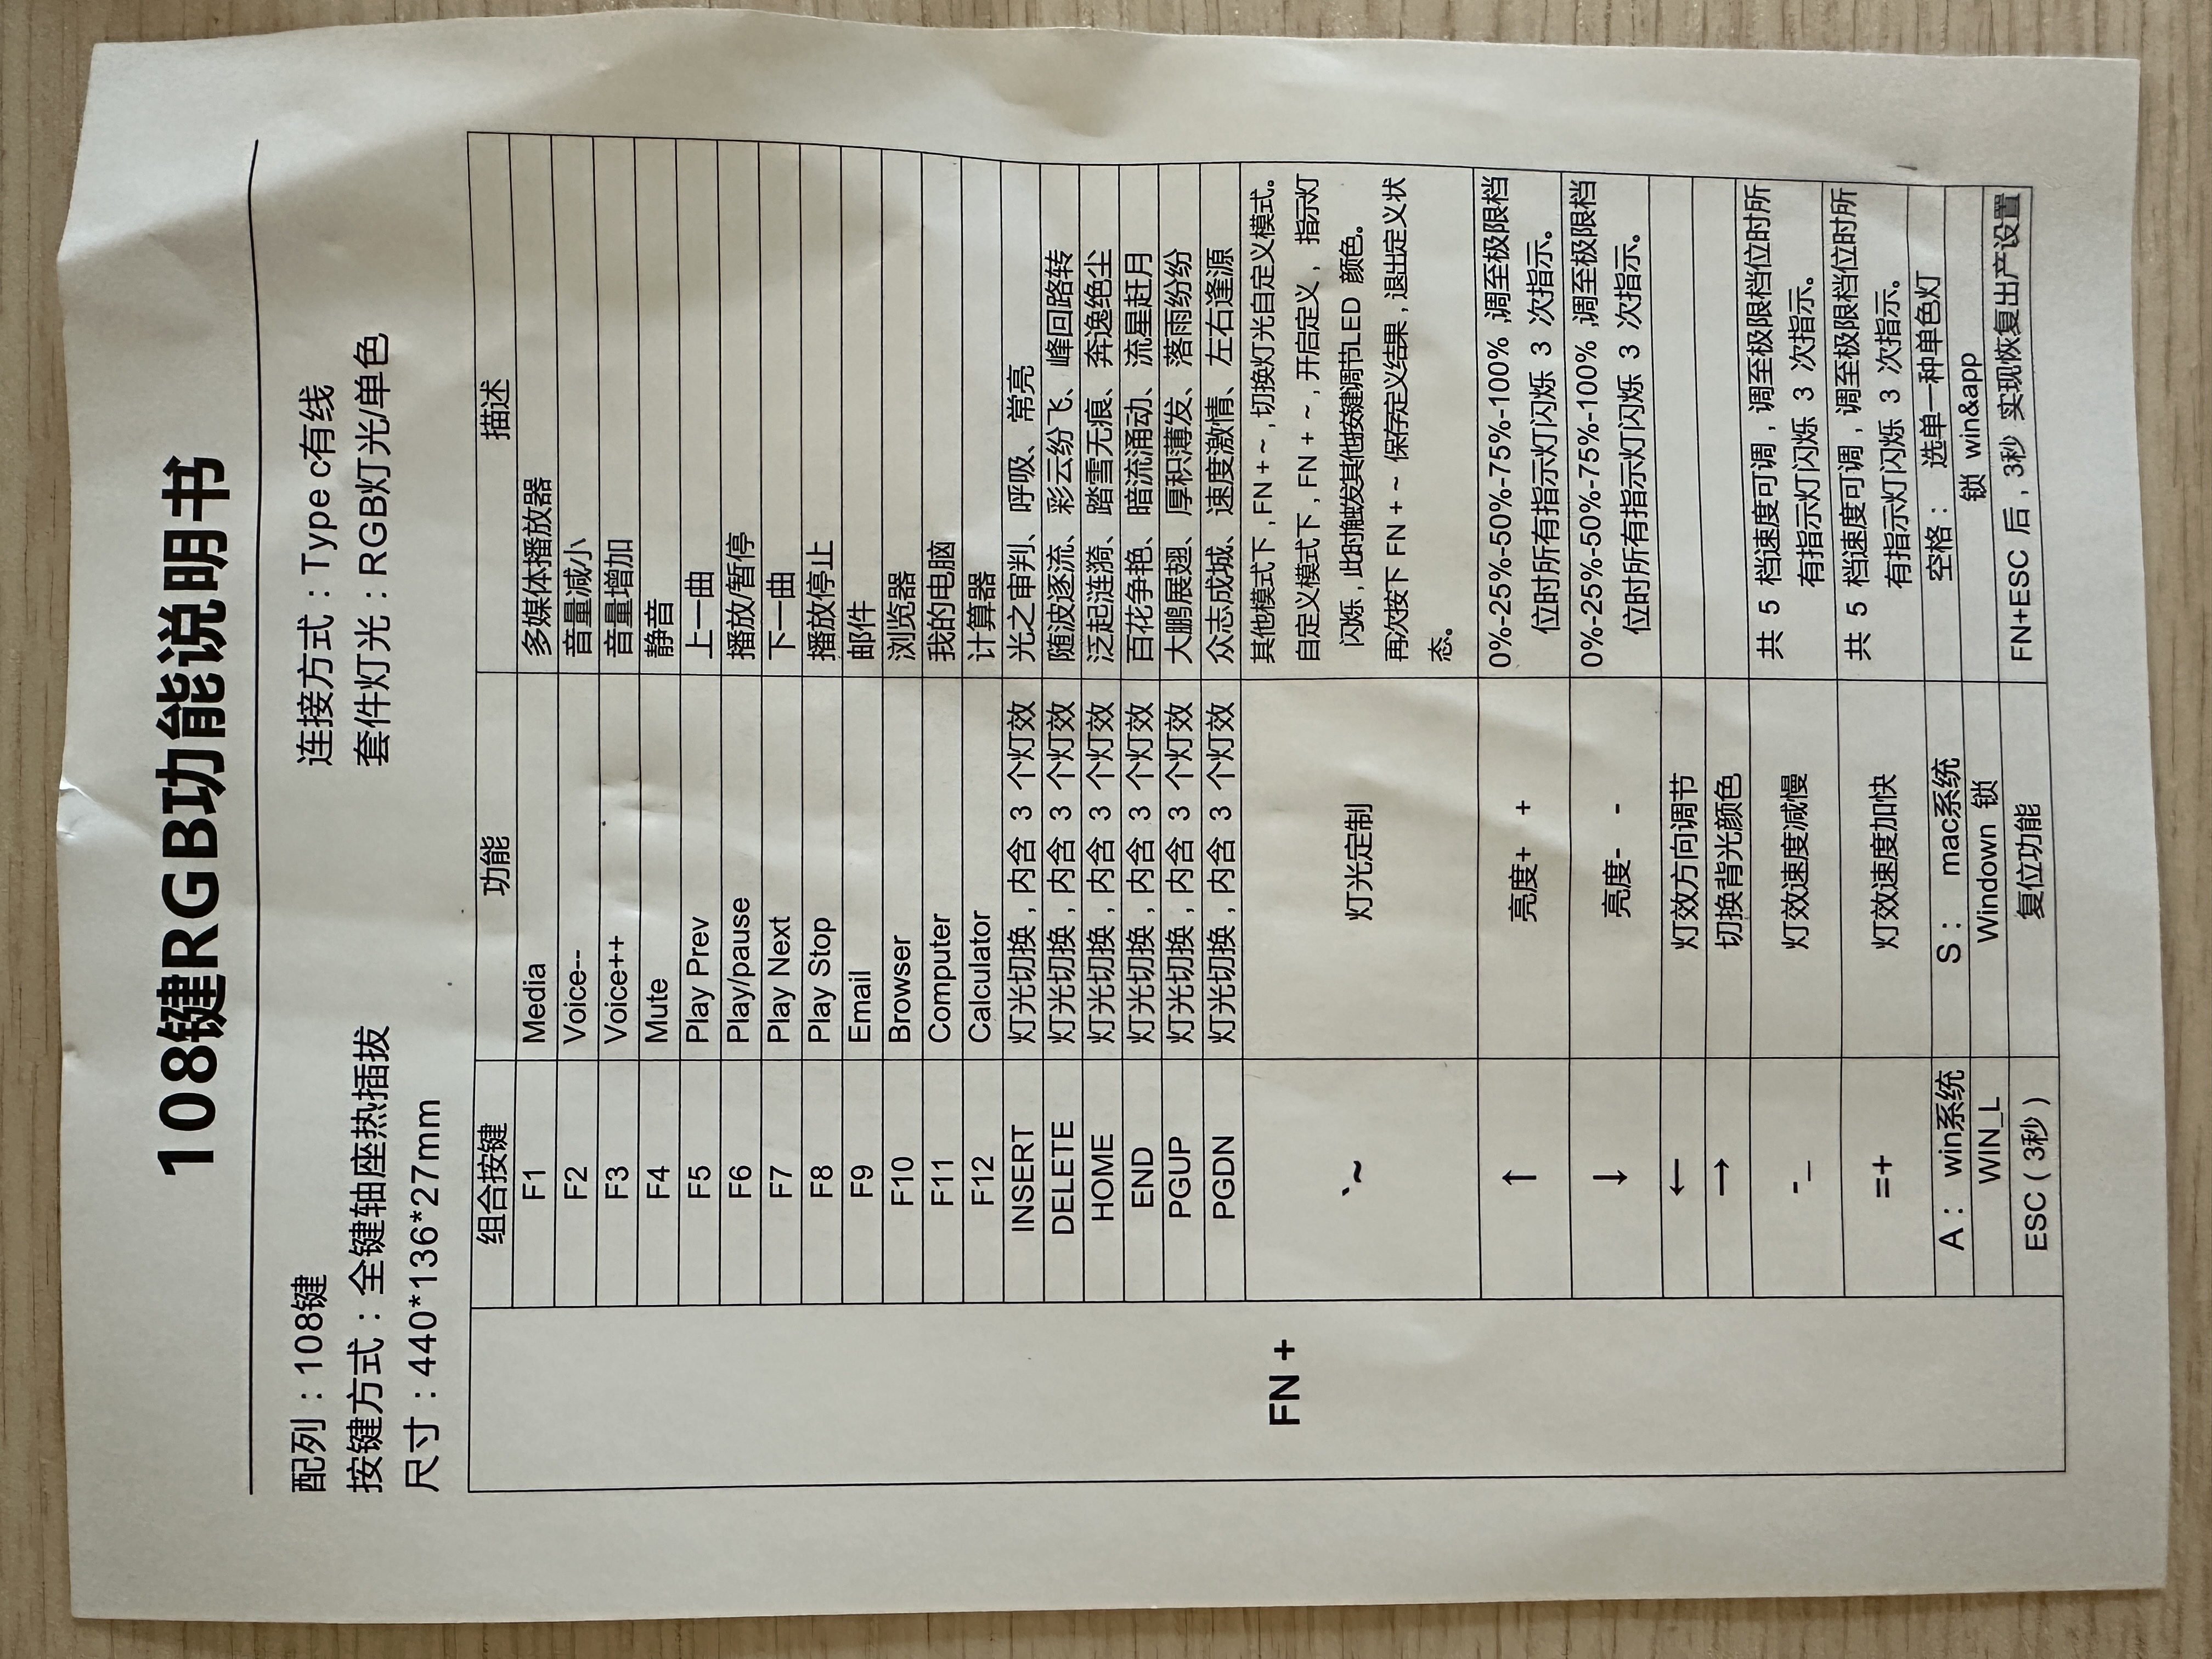 108键RGB功能说明书
配列：108键
连接方式：Type c有线
按键方式：全键轴座热插拔
套件灯光：RGB灯光/单色
尺寸：440*136*27mm
组合按键 功能 描述
F1 Media 多媒体播放器
F2 Voice-- 音量减小
F3 Voice++ 音量增加
F4 Mute 静音
F5 Play Prev 上一曲
F6 Play/pause 播放/暂停
F7 Play Next 下一曲
F8 Play Stop 播放停止
F9 Email 邮件
F10 Browser 浏览器
F11 Computer 我的电脑
F12 Calculator 计算器
INSERT 灯光切换，内含 3 个灯效 光之审判、呼吸、常亮
DELETE 灯光切换，内含 3 个灯效 随波逐流、彩云纷飞、峰回路转
HOME 灯光切换，内含 3 个灯效 泛起涟漪、踏雪无痕、奔逸绝尘
END 灯光切换，内含 3 个灯效 百花争艳、暗流涌动、流星赶月
PGUP 灯光切换，内含 3 个灯效 大鹏展翅、厚积薄发、落雨纷纷
PGDN 灯光切换，内含 3 个灯效 众志成城、速度激情、左右逢源
FN +
`~ 灯光定制
其他模式下，FN + ~，切换灯光自定义模式。
自定义模式下，FN + ~，开启定义， 指示灯
闪烁，此时触发其他按键调节LED 颜色。
再次按下 FN + ~ 保存定义结果，退出定义状
态。
↑ 亮度+ +
0%-25%-50%-75%-100% ,调至极限档
位时所有指示灯闪烁 3 次指示。
↓ 亮度- -
0%-25%-50%-75%-100% ,调至极限档
位时所有指示灯闪烁 3 次指示。
← 灯效方向调节
→ 切换背光颜色
-_ 灯效速度减慢
共 5 档速度可调，调至极限档位时所
有指示灯闪烁 3 次指示。
=+ 灯效速度加快
共 5 档速度可调，调至极限档位时所
有指示灯闪烁 3 次指示。
A： win系统 S： mac系统 空格： 选单一种单色灯
WIN_L Windown 锁 锁 win&app
ESC（3秒） 复位功能 FN+ESC 后，3秒 实现恢复出产设置